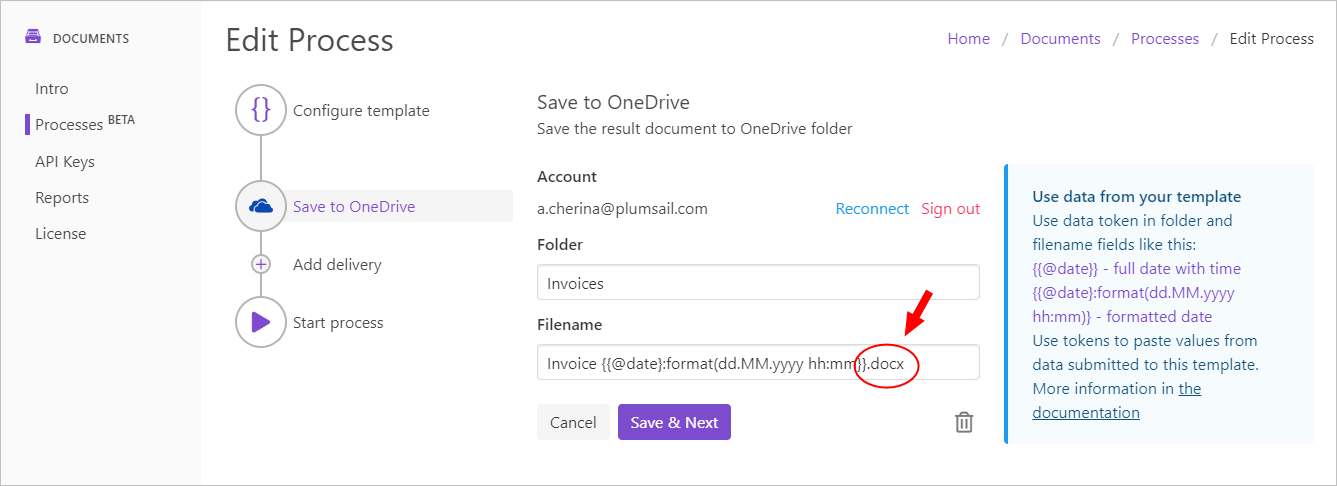 DOCUMENTS
Intro
Processes BETA
API Keys
Reports
License
Edit Process
Home / Documents / Processes / Edit Process
{}
Configure template
Save to OneDrive
Add delivery
Start process
Save to OneDrive
Save the result document to OneDrive folder
Account
a.cherina@plumsail.com
Reconnect Sign out
Folder
Invoices
Filename
Invoice {{@date}:format(dd.MM.yyyy hh:mm}}.docx
Cancel
Save & Next
Use data from your template
Use data token in folder and
filename fields like this:
{{@date}} - full date with time
{{@date}:format(dd.MM.yyyy
hh:mm)} - formatted date
Use tokens to paste values from
data submitted to this template.
More information in the
documentation